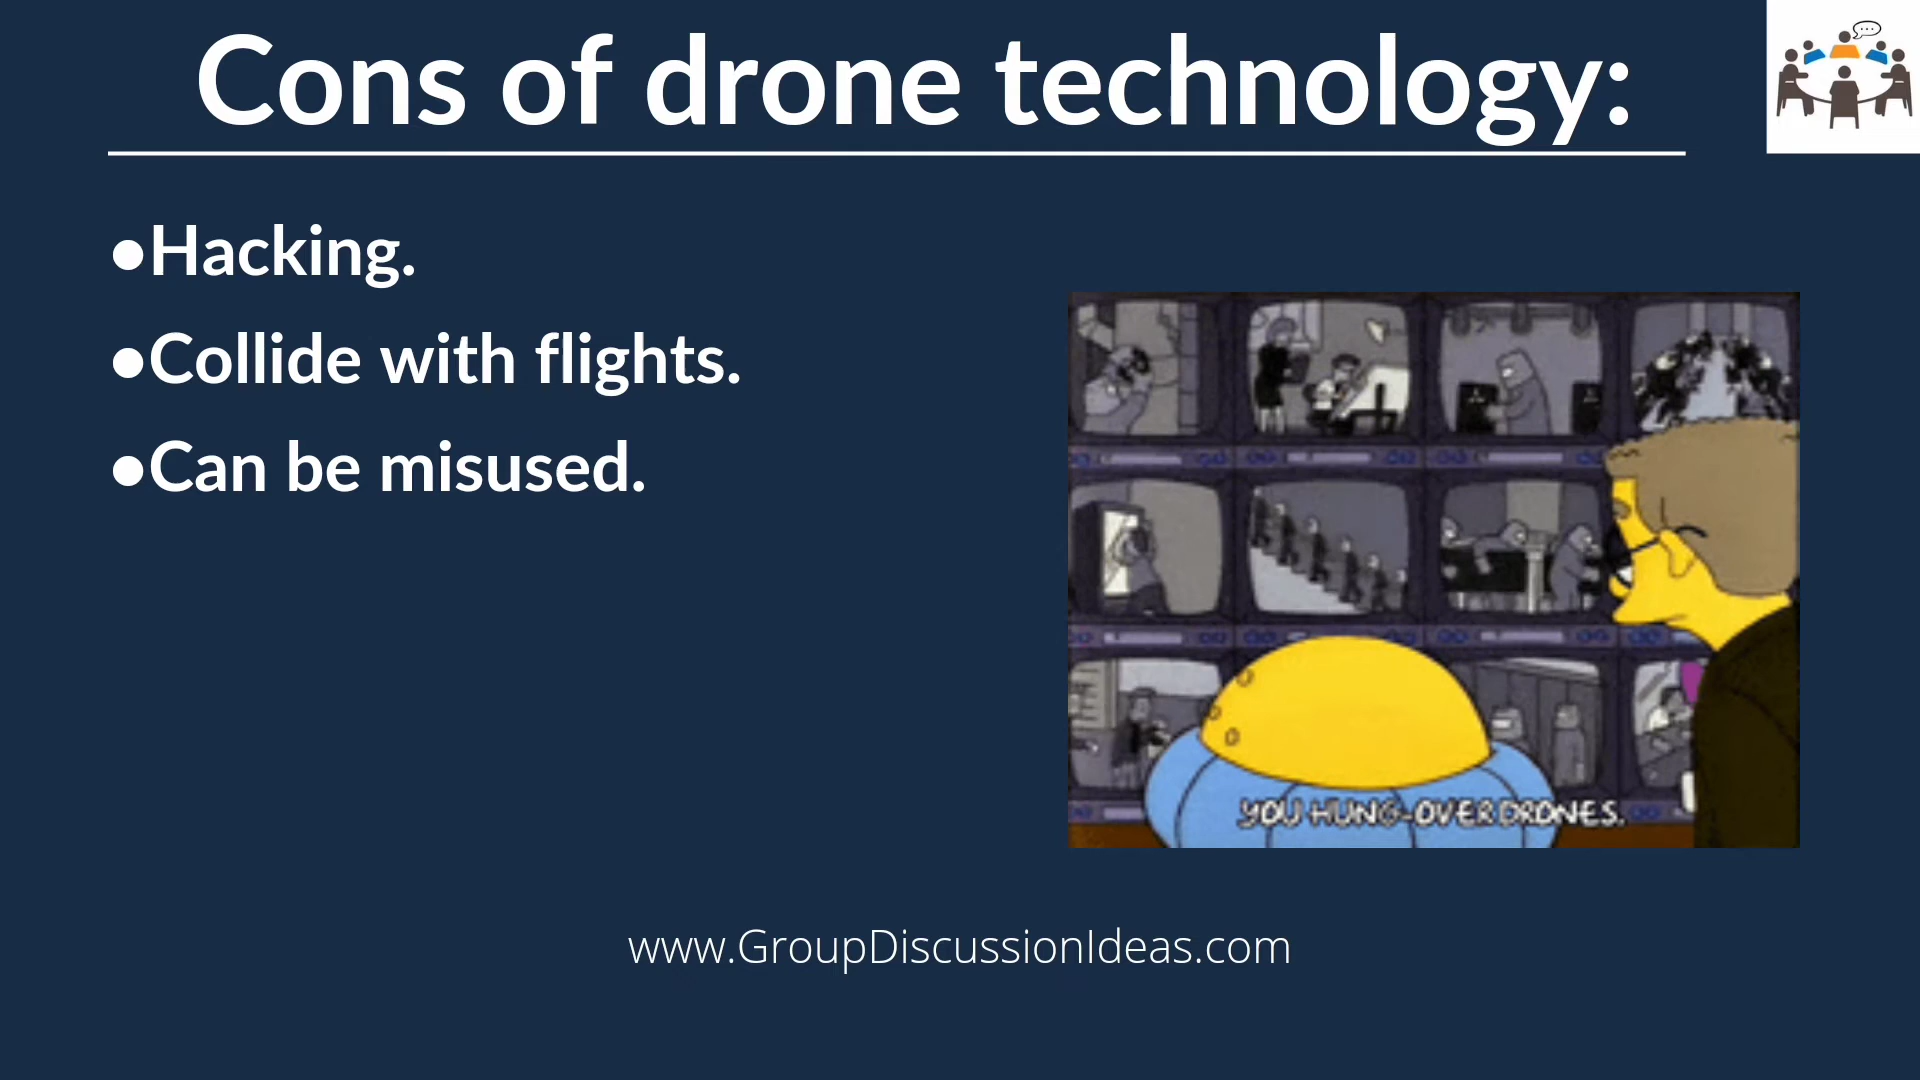 Cons of drone technology:
•Hacking.
•Collide with flights.
•Can be misused.
YOU HUNG-OVER DRONES.
www.GroupDiscussionIdeas.com